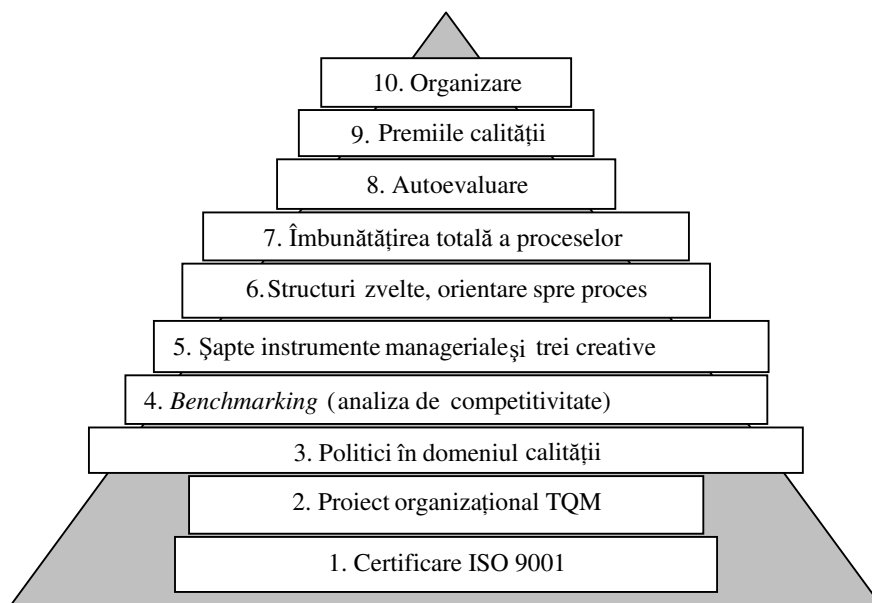 10. Organizare
9. Premiile calității
8. Autoevaluare
7. Îmbunătățirea totală a proceselor
6. Structuri zvelte, orientare spre proces
5. Şapte instrumente manageriale şi trei creative
4. Benchmarking (analiza de competitivitate)
3. Politici în domeniul calității
2. Proiect organizațional TQM
1. Certificare ISO 9001